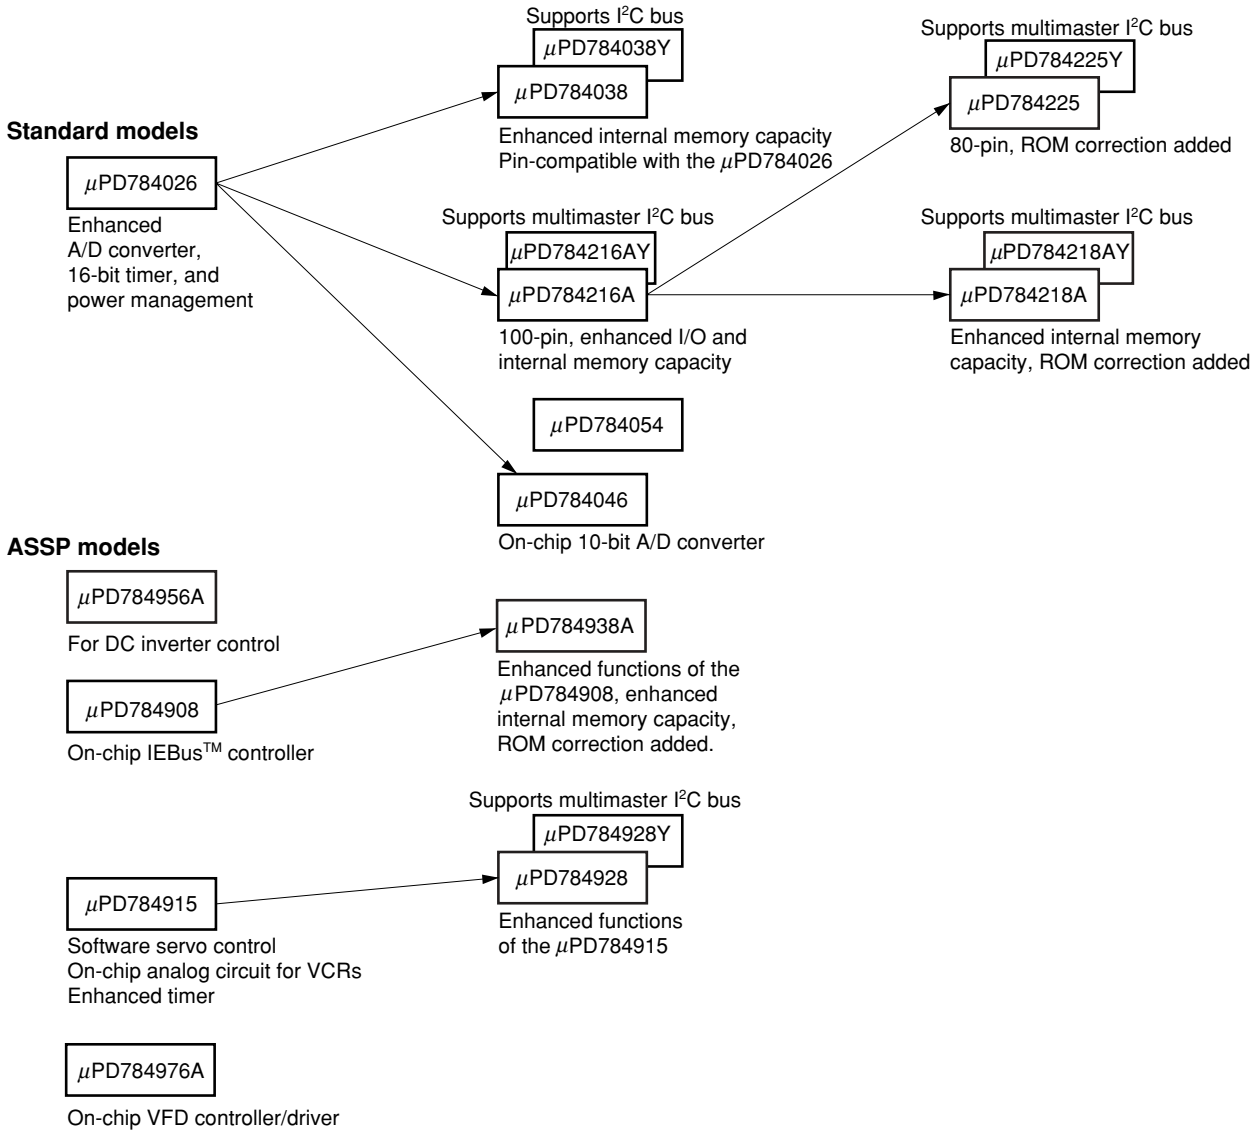 Standard models
μPD784026
Enhanced
A/D converter,
16-bit timer, and
power management
Supports I²C bus
μPD784038Y
μPD784038
Enhanced internal memory capacity
Pin-compatible with the μPD784026
Supports multimaster I²C bus
μPD784216AY
μPD784216A
100-pin, enhanced I/O and
internal memory capacity
μPD784054
μPD784046
On-chip 10-bit A/D converter
Supports multimaster I²C bus
μPD784225Y
μPD784225
80-pin, ROM correction added
Supports multimaster I²C bus
μPD784218AY
μPD784218A
Enhanced internal memory
capacity, ROM correction added
ASSP models
μPD784956A
For DC inverter control
μPD784908
On-chip IEBus™ controller
μPD784938A
Enhanced functions of the
μPD784908, enhanced
internal memory capacity,
ROM correction added.
μPD784915
Software servo control
On-chip analog circuit for VCRs
Enhanced timer
Supports multimaster I²C bus
μPD784928Y
μPD784928
Enhanced functions
of the μPD784915
μPD784976A
On-chip VFD controller/driver